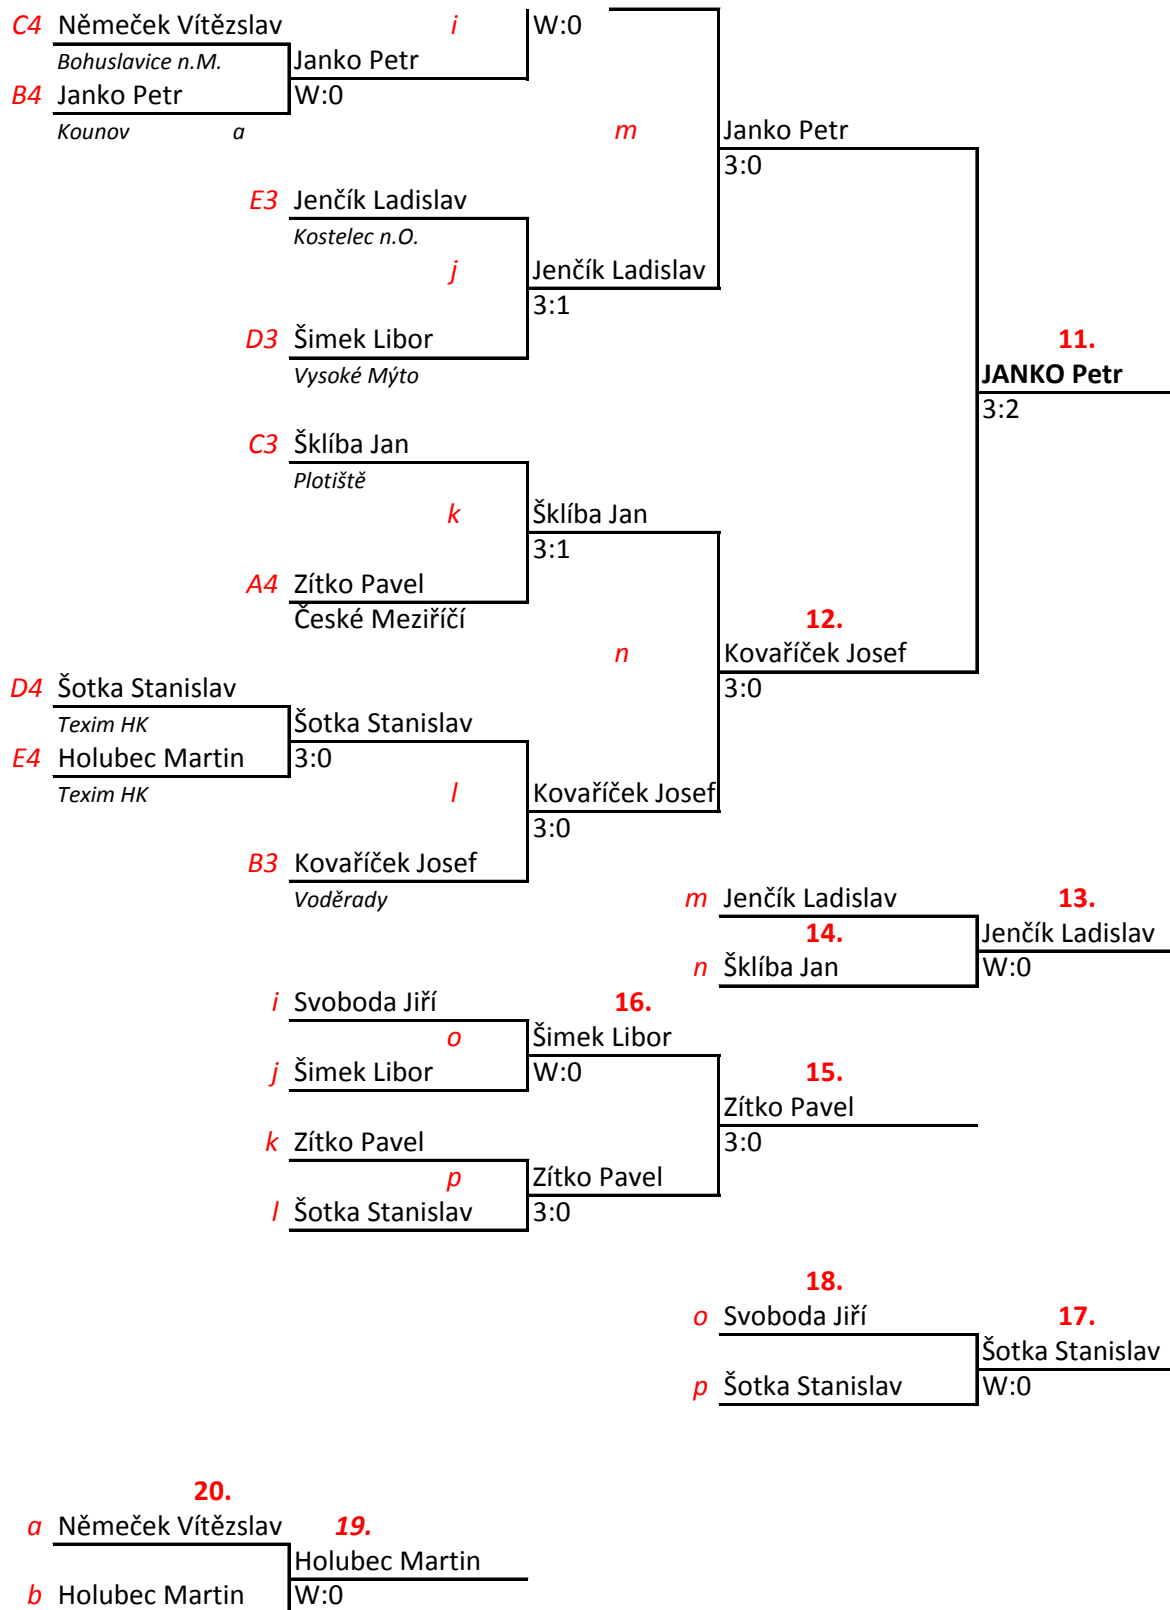 C4 Němeček Vítězslav i W:0
Bohuslavice n.M. Janko Petr
B4 Janko Petr W:0
Kounov a m Janko Petr
3:0
E3 Jenčík Ladislav
Kostelec n.O.
j Jenčík Ladislav
3:1
D3 Šimek Libor 11.
Vysoké Mýto JANKO Petr
3:2
C3 Šklíba Jan
Plotiště
k Šklíba Jan
3:1
A4 Zítko Pavel
České Meziříčí 12.
n Kovaříček Josef
D4 Šotka Stanislav 3:0
Texim HK Šotka Stanislav
E4 Holubec Martin 3:0
Texim HK l Kovaříček Josef
3:0
B3 Kovaříček Josef
Voděrady m Jenčík Ladislav 13.
14. Jenčík Ladislav
n Šklíba Jan W:0
i Svoboda Jiří 16.
o Šimek Libor
j Šimek Libor W:0 15.
Zítko Pavel
k Zítko Pavel 3:0
p Zítko Pavel
l Šotka Stanislav 3:0
18.
o Svoboda Jiří 17.
Šotka Stanislav
p Šotka Stanislav W:0
20.
a Němeček Vítězslav 19.
Holubec Martin
b Holubec Martin W:0